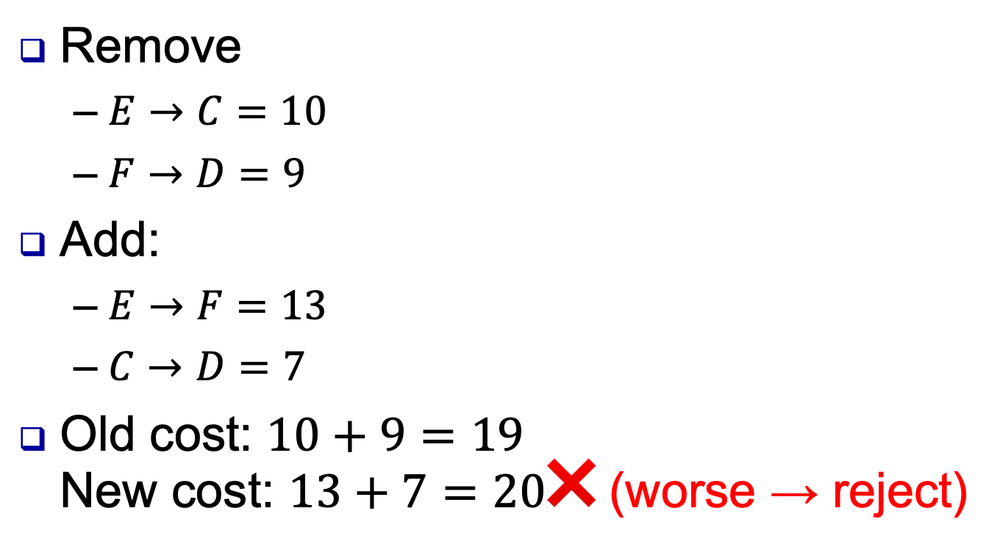 ❑ Remove
– E → C = 10
– F → D = 9
❑ Add:
– E → F = 13
– C → D = 7
❑ Old cost: 10 + 9 = 19
New cost: 13 + 7 = 20❌ (worse → reject)